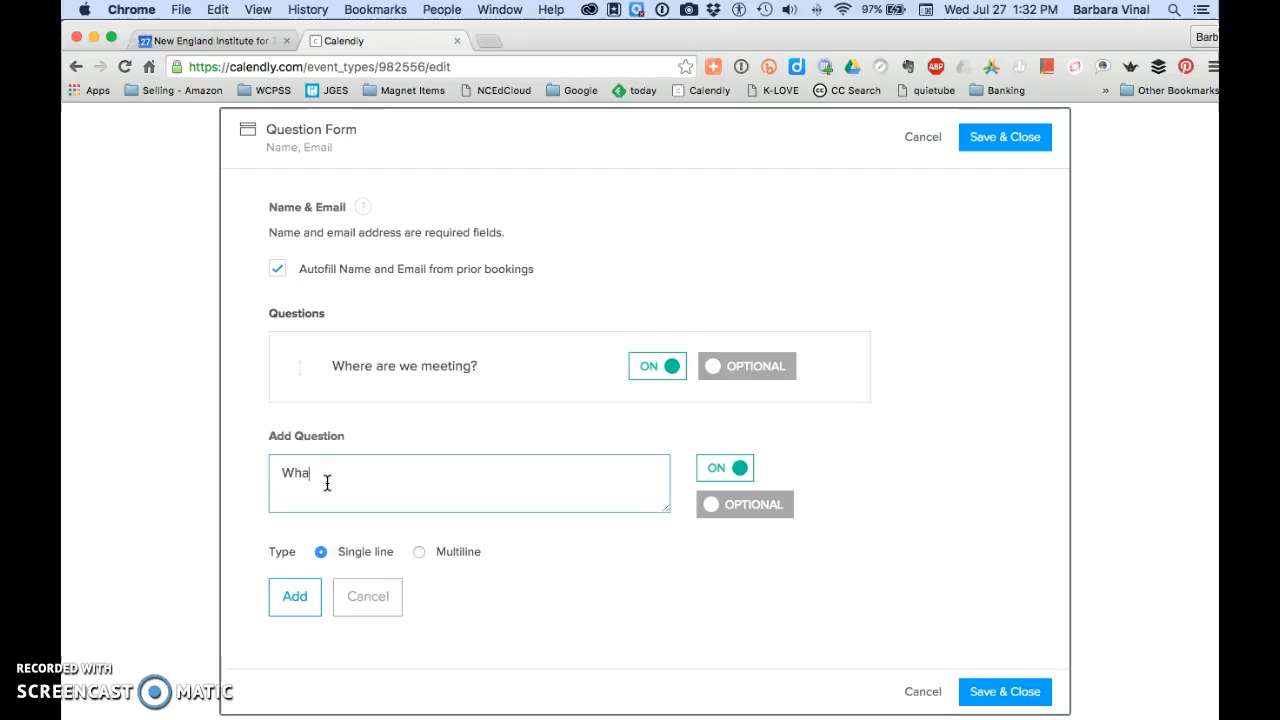 Chrome File Edit View History Bookmarks People Window Help 97% Wed Jul 27 1:32 PM Barbara Vinal
27 New England Institute for T × Calendly × Barb
https://calendly.com/event_types/982556/edit ABP
Apps Selling - Amazon WCPSS JGES Magnet Items NCEdCloud Google today Calendly K-LOVE CC Search quietube Banking » Other Bookmarks
Question Form
Name, Email
Cancel Save & Close
Name & Email ?
Name and email address are required fields.
Autofill Name and Email from prior bookings
Questions
Where are we meeting? ON OPTIONAL
Add Question
Wha ON
OPTIONAL
Type Single line Multiline
Add Cancel
RECORDED WITH
SCREENCAST MATIC
Cancel Save & Close